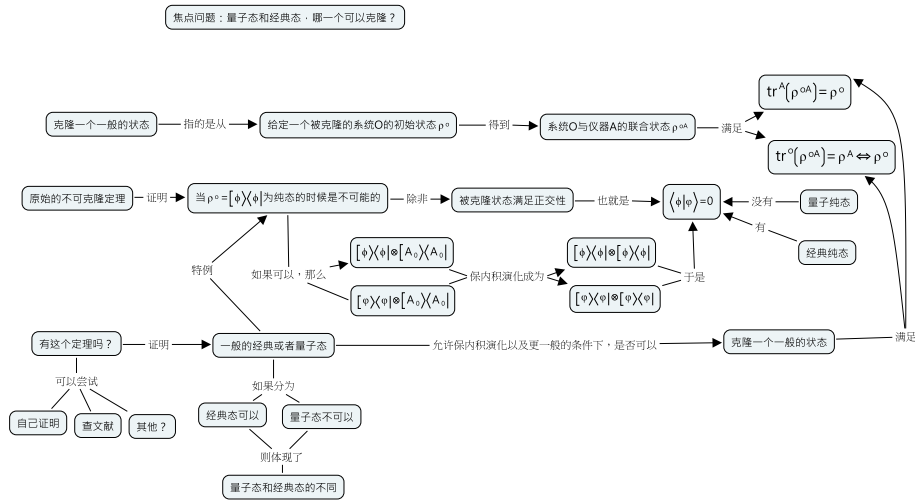 焦点问题：量子态和经典态，哪一个可以克隆？
tr^A(ρ^oA)=ρ^o
克隆一个一般的状态
指的是从
给定一个被克隆的系统O的初始状态ρ^o
得到
系统O与仪器A的联合状态ρ^oA
满足
tr^o(ρ^oA)=ρ^A⇔ρ^o
原始的不可克隆定理
证明
当ρ^o=[ϕ⟩⟨ϕ|为纯态的时候是不可能的
除非
被克隆状态满足正交性
也就是
⟨ϕ|φ⟩=0
没有
量子纯态
有
经典纯态
特例
如果可以，那么
[ϕ⟩⟨ϕ|⊗[A₀⟩⟨A₀|
[φ⟩⟨φ|⊗[A₀⟩⟨A₀|
保内积演化成为
[ϕ⟩⟨ϕ|⊗[ϕ⟩⟨ϕ|
[φ⟩⟨φ|⊗[φ⟩⟨φ|
于是
有这个定理吗？
证明
一般的经典或者量子态
允许保内积演化以及更一般的条件下，是否可以
克隆一个一般的状态
满足
可以尝试
自己证明
查文献
其他？
如果分为
经典态可以
量子态不可以
则体现了
量子态和经典态的不同